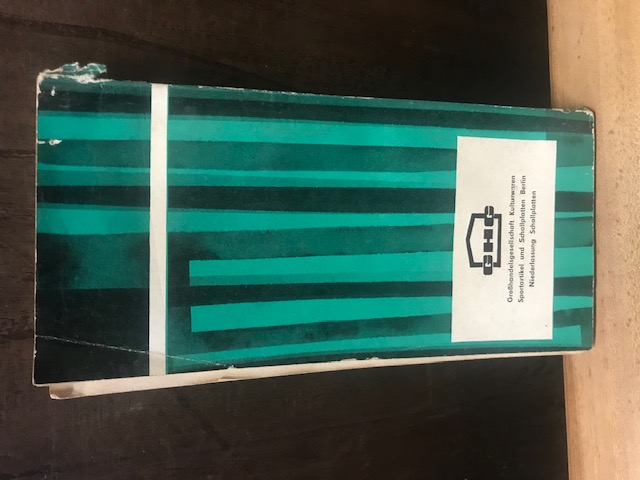 GHG
Großhandelsgesellschaft Kulturwaren
Sportartikel und Schallplatten Berlin
Niederlassung Schallplatten